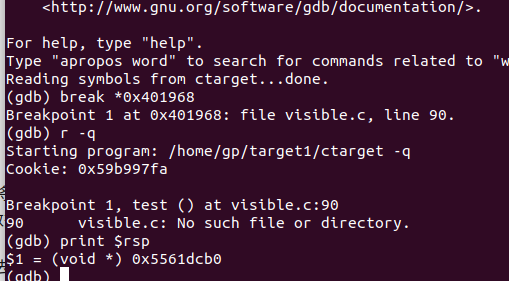 <http://www.gnu.org/software/gdb/documentation/>.
For help, type "help".
Type "apropos word" to search for commands related to "w
Reading symbols from ctarget...done.
(gdb) break *0x401968
Breakpoint 1 at 0x401968: file visible.c, line 90.
(gdb) r -q
Starting program: /home/gp/target1/ctarget -q
Cookie: 0x59b997fa
Breakpoint 1, test () at visible.c:90
90      visible.c: No such file or directory.
(gdb) print $rsp
$1 = (void *) 0x5561dcb0
(gdb)